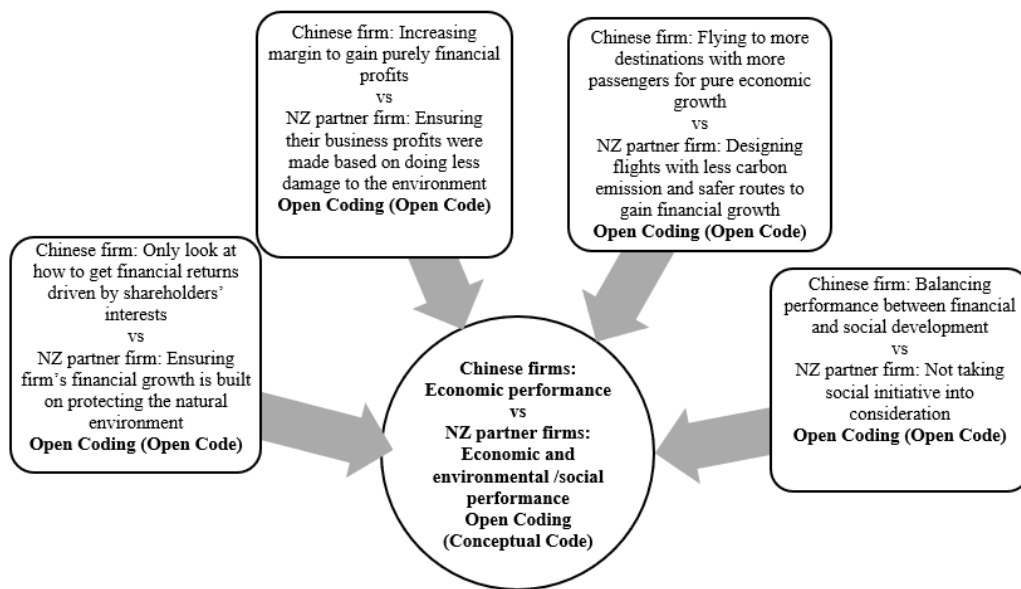 Chinese firm: Increasing
margin to gain purely financial
profits
vs
NZ partner firm: Ensuring
their business profits were
made based on doing less
damage to the environment
Open Coding (Open Code)
Chinese firm: Flying to more
destinations with more
passengers for pure economic
growth
vs
NZ partner firm: Designing
flights with less carbon
emission and safer routes to
gain financial growth
Open Coding (Open Code)
Chinese firm: Only look at
how to get financial returns
driven by shareholders’
interests
vs
NZ partner firm: Ensuring
firm’s financial growth is built
on protecting the natural
environment
Open Coding (Open Code)
Chinese firm: Balancing
performance between financial
and social development
vs
NZ partner firm: Not taking
social initiative into
consideration
Open Coding (Open Code)
Chinese firms:
Economic performance
vs
NZ partner firms:
Economic and
environmental /social
performance
Open Coding
(Conceptual Code)